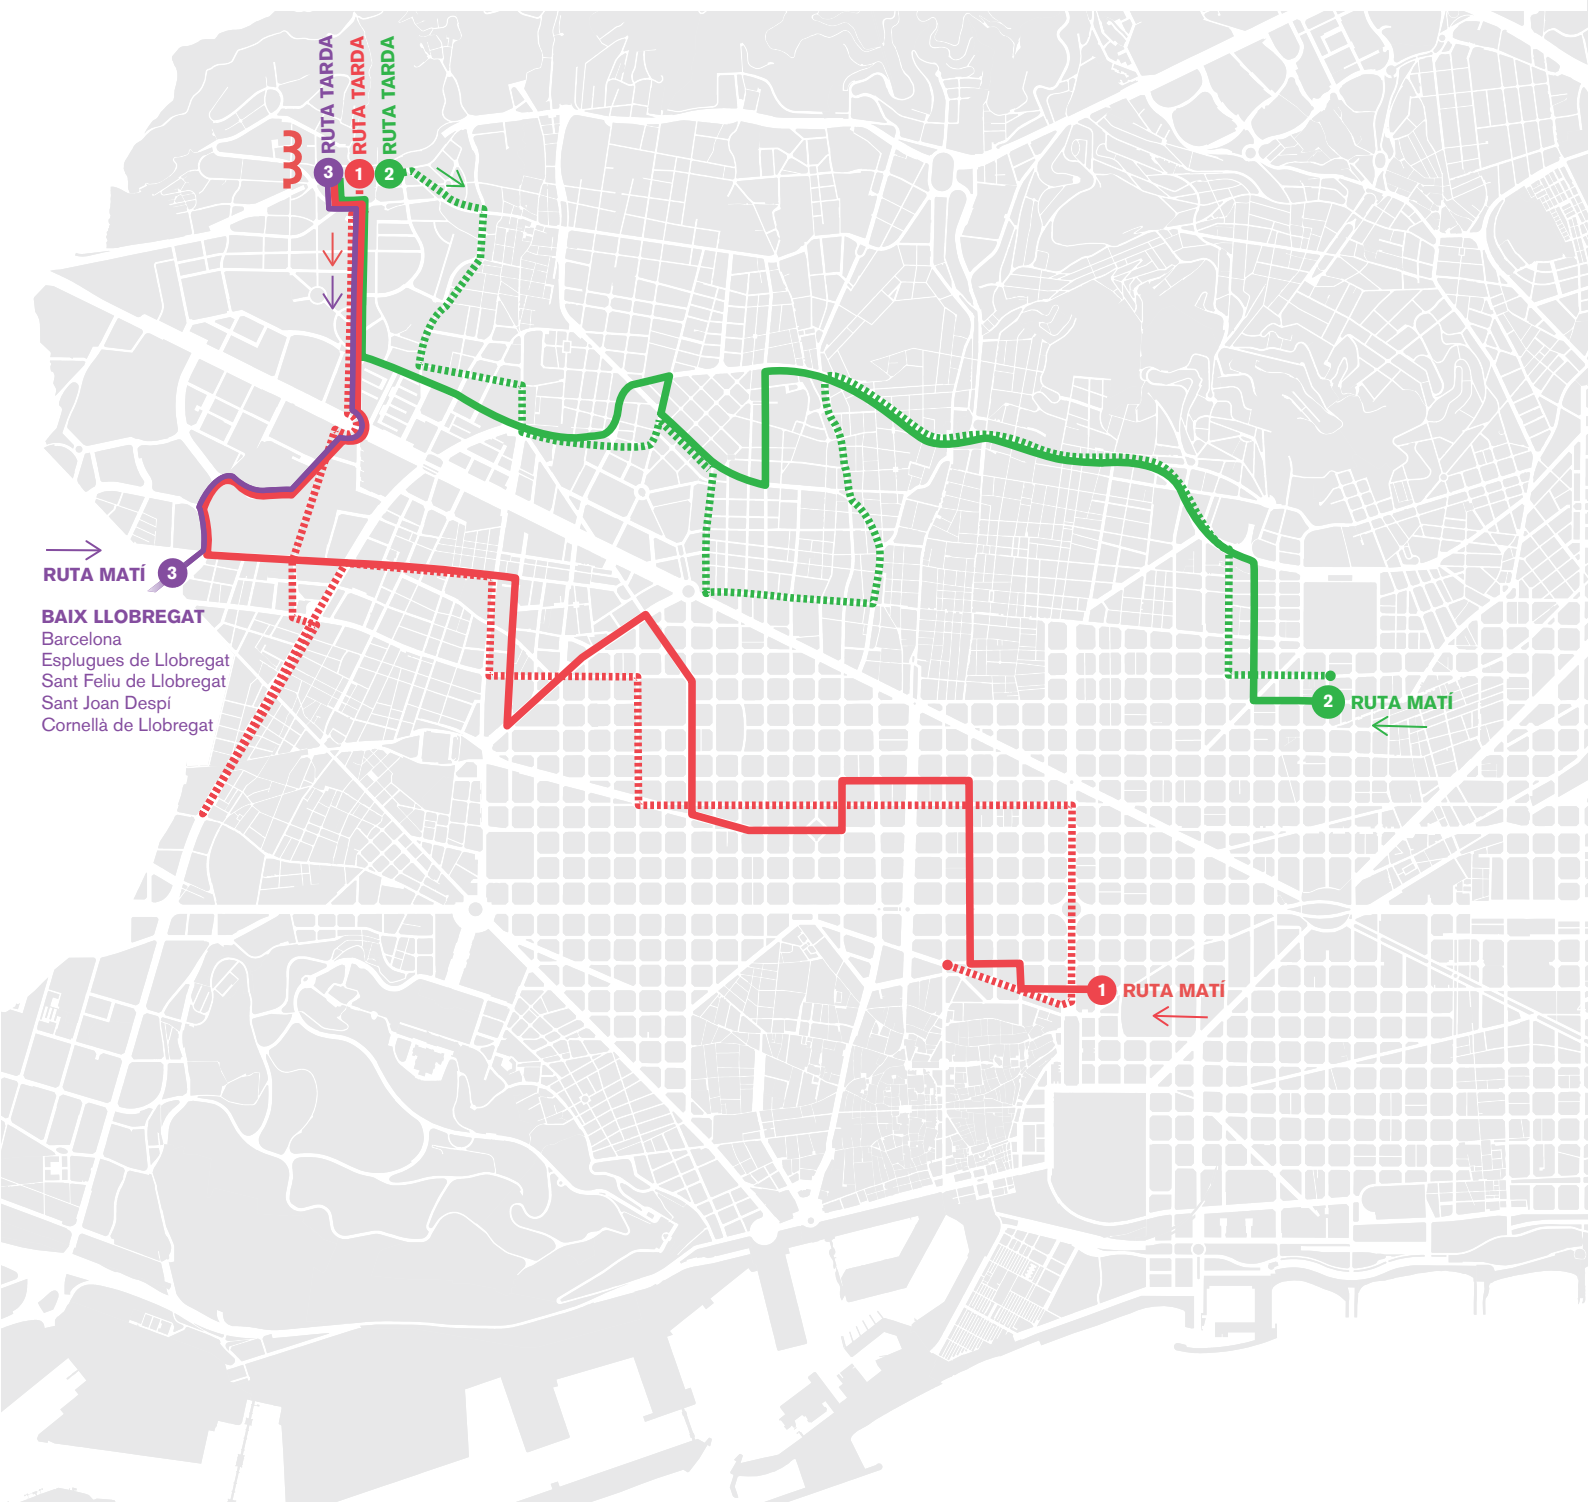 RUTA TARDA
RUTA TARDA
RUTA TARDA
3
1
2
RUTA MATÍ
3
BAIX LLOBREGAT
Barcelona
Esplugues de Llobregat
Sant Feliu de Llobregat
Sant Joan Despí
Cornellà de Llobregat
2
RUTA MATÍ
1
RUTA MATÍ